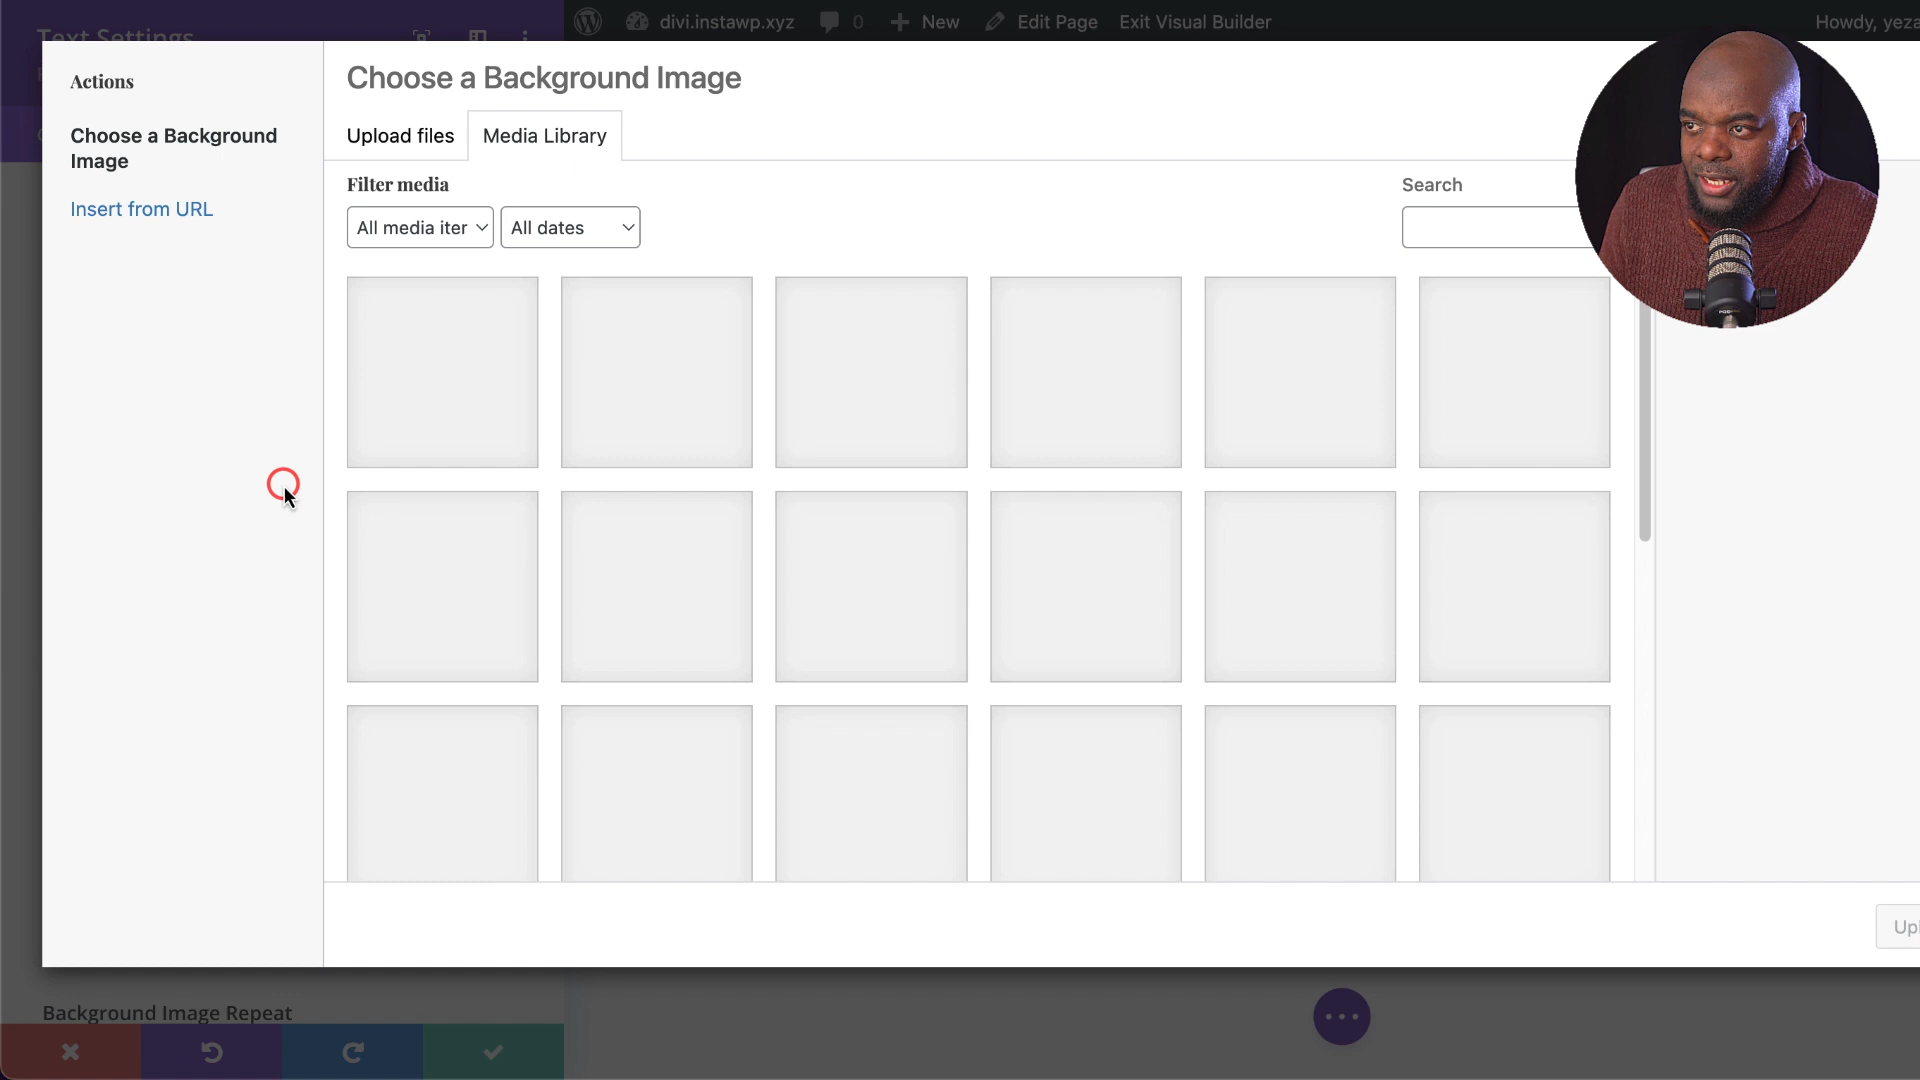 Text Settings
divi.instawp.xyz
0
New
Edit Page
Exit Visual Builder
Howdy, yeza
Actions
Choose a Background Image
Upload files
Media Library
Choose a Background
Image
Insert from URL
Filter media
Search
All media iter
All dates
Upl
Background Image Repeat